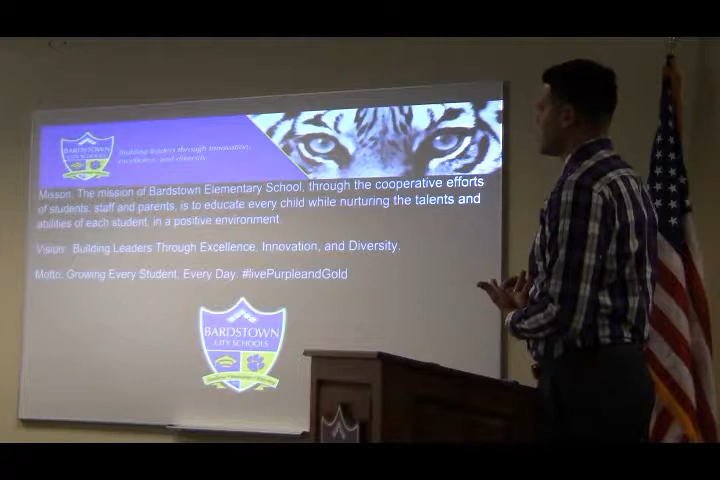 BARDSTOWN
CITY SCHOOLS
Building leaders through innovation,
excellence, and diversity
Misson: The mission of Bardstown Elementary School, through the cooperative efforts
of students, staff and parents, is to educate every child while nurturing the talents and
abilities of each student, in a positive environment.
Vision: Building Leaders Through Excellence, Innovation, and Diversity.
Motto: Growing Every Student, Every Day. #livePurpleandGold
BARDSTOWN
CITY SCHOOLS